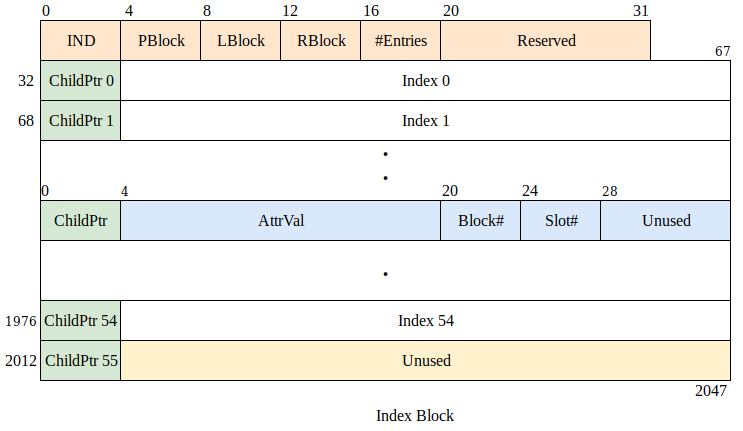 0 4 8 12 16 20 31
IND PBlock LBlock RBlock #Entries Reserved
67
32 ChildPtr 0 Index 0
68 ChildPtr 1 Index 1
0 4 20 24 28
ChildPtr AttrVal Block# Slot# Unused
1976 ChildPtr 54 Index 54
2012 ChildPtr 55 Unused
2047
Index Block